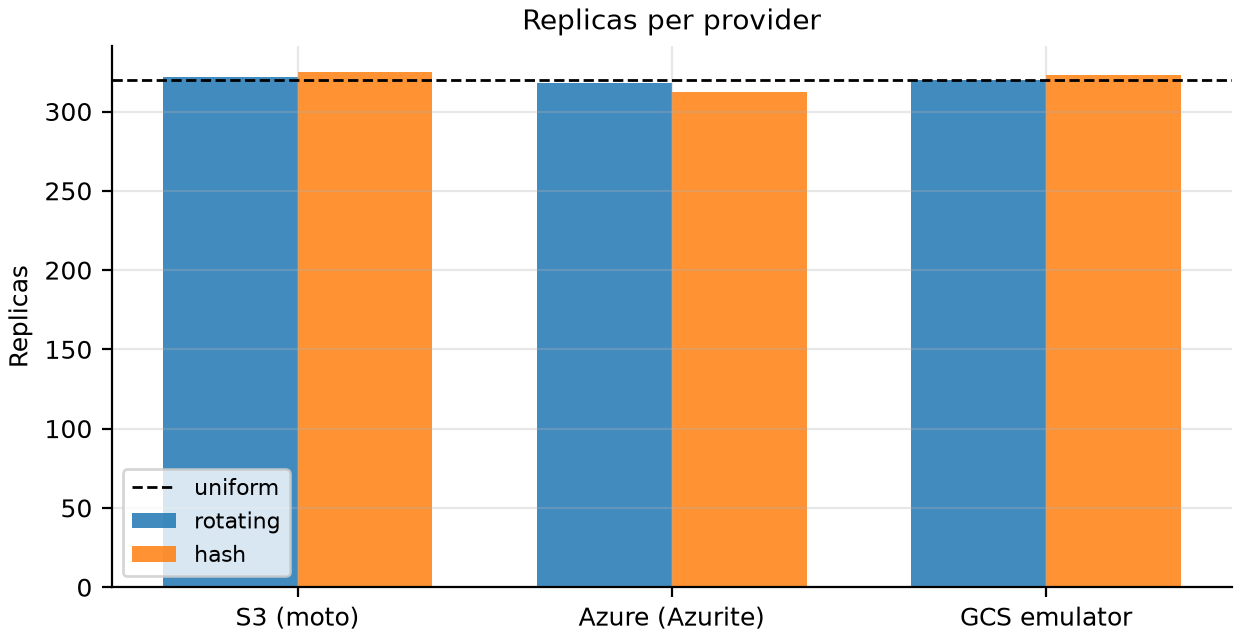 Replicas per provider
Replicas
300
250
200
150
100
50
0
uniform
rotating
hash
S3 (moto)
Azure (Azurite)
GCS emulator